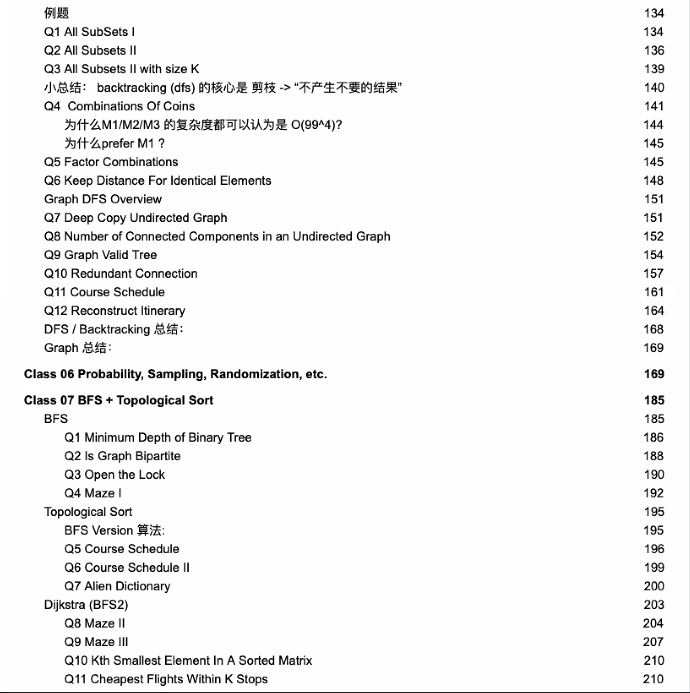 例题 134
Q1 All SubSets I 134
Q2 All Subsets II 136
Q3 All Subsets II with size K 139
小总结： backtracking (dfs) 的核心是 剪枝 -> “不产生不要的结果” 140
Q4 Combinations Of Coins 141
为什么M1/M2/M3 的复杂度都可以认为是 O(99^4)? 144
为什么prefer M1 ? 145
Q5 Factor Combinations 145
Q6 Keep Distance For Identical Elements 148
Graph DFS Overview 151
Q7 Deep Copy Undirected Graph 151
Q8 Number of Connected Components in an Undirected Graph 152
Q9 Graph Valid Tree 154
Q10 Redundant Connection 157
Q11 Course Schedule 161
Q12 Reconstruct Itinerary 164
DFS / Backtracking 总结： 168
Graph 总结： 169
Class 06 Probability, Sampling, Randomization, etc. 169
Class 07 BFS + Topological Sort 185
BFS 185
Q1 Minimum Depth of Binary Tree 186
Q2 Is Graph Bipartite 188
Q3 Open the Lock 190
Q4 Maze I 192
Topological Sort 195
BFS Version 算法: 195
Q5 Course Schedule 196
Q6 Course Schedule II 199
Q7 Alien Dictionary 200
Dijkstra (BFS2) 203
Q8 Maze II 204
Q9 Maze III 207
Q10 Kth Smallest Element In A Sorted Matrix 210
Q11 Cheapest Flights Within K Stops 210